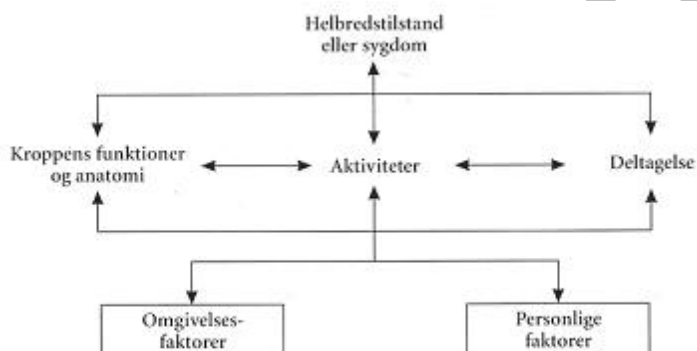 Helbredstilstand
eller sygdom
Kroppens funktioner
og anatomi
Aktiviteter
Deltagelse
Omgivelses-
faktorer
Personlige
faktorer